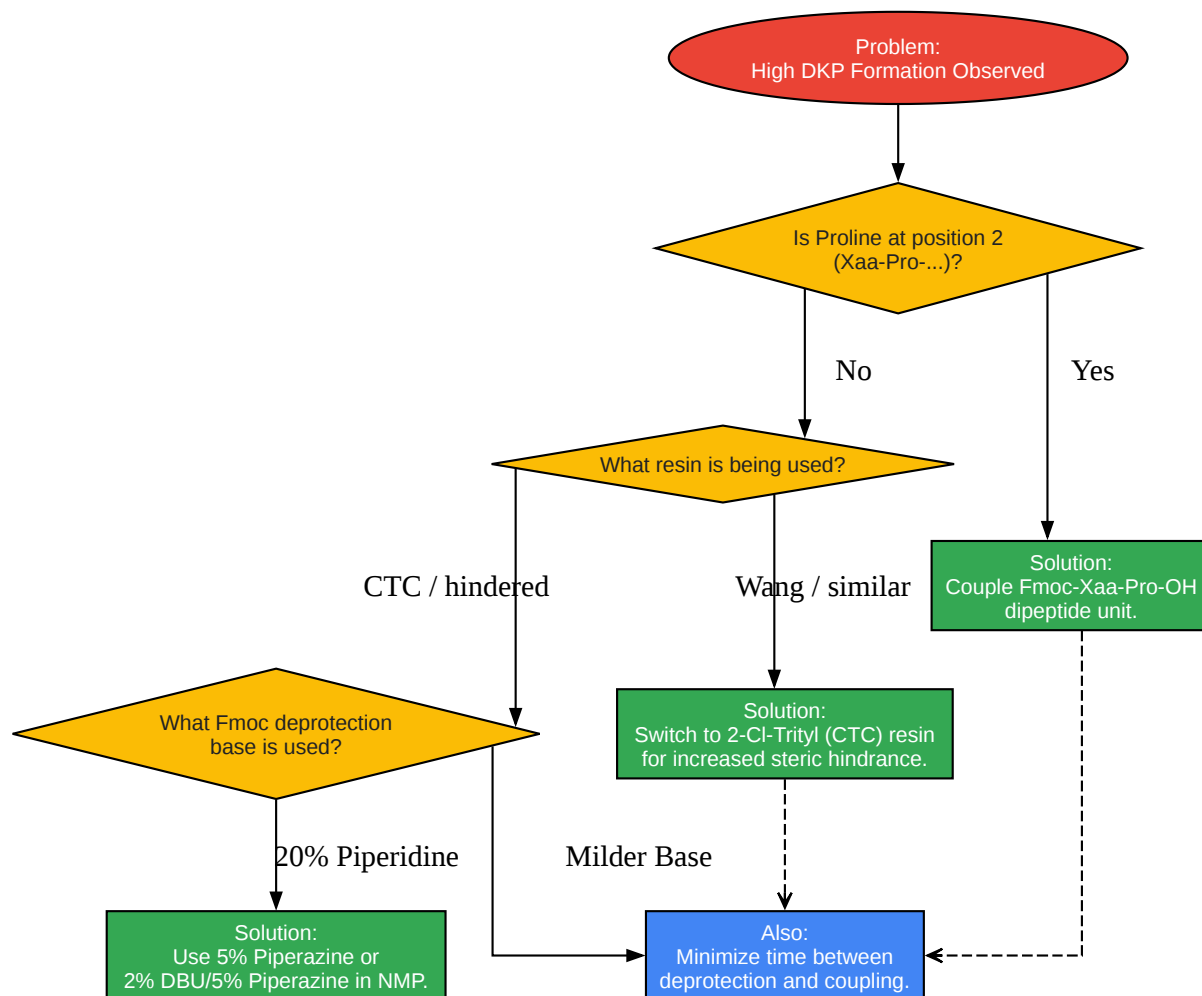 Problem:
High DKP Formation Observed
Is Proline at position 2
(Xaa-Pro-...)?
No
Yes
What resin is being used?
CTC / hindered
Wang / similar
Solution:
Couple Fmoc-Xaa-Pro-OH
dipeptide unit.
What Fmoc deprotection
base is used?
Solution:
Switch to 2-Cl-Trityl (CTC) resin
for increased steric hindrance.
20% Piperidine
Milder Base
Solution:
Use 5% Piperazine or
2% DBU/5% Piperazine in NMP.
Also:
Minimize time between
deprotection and coupling.